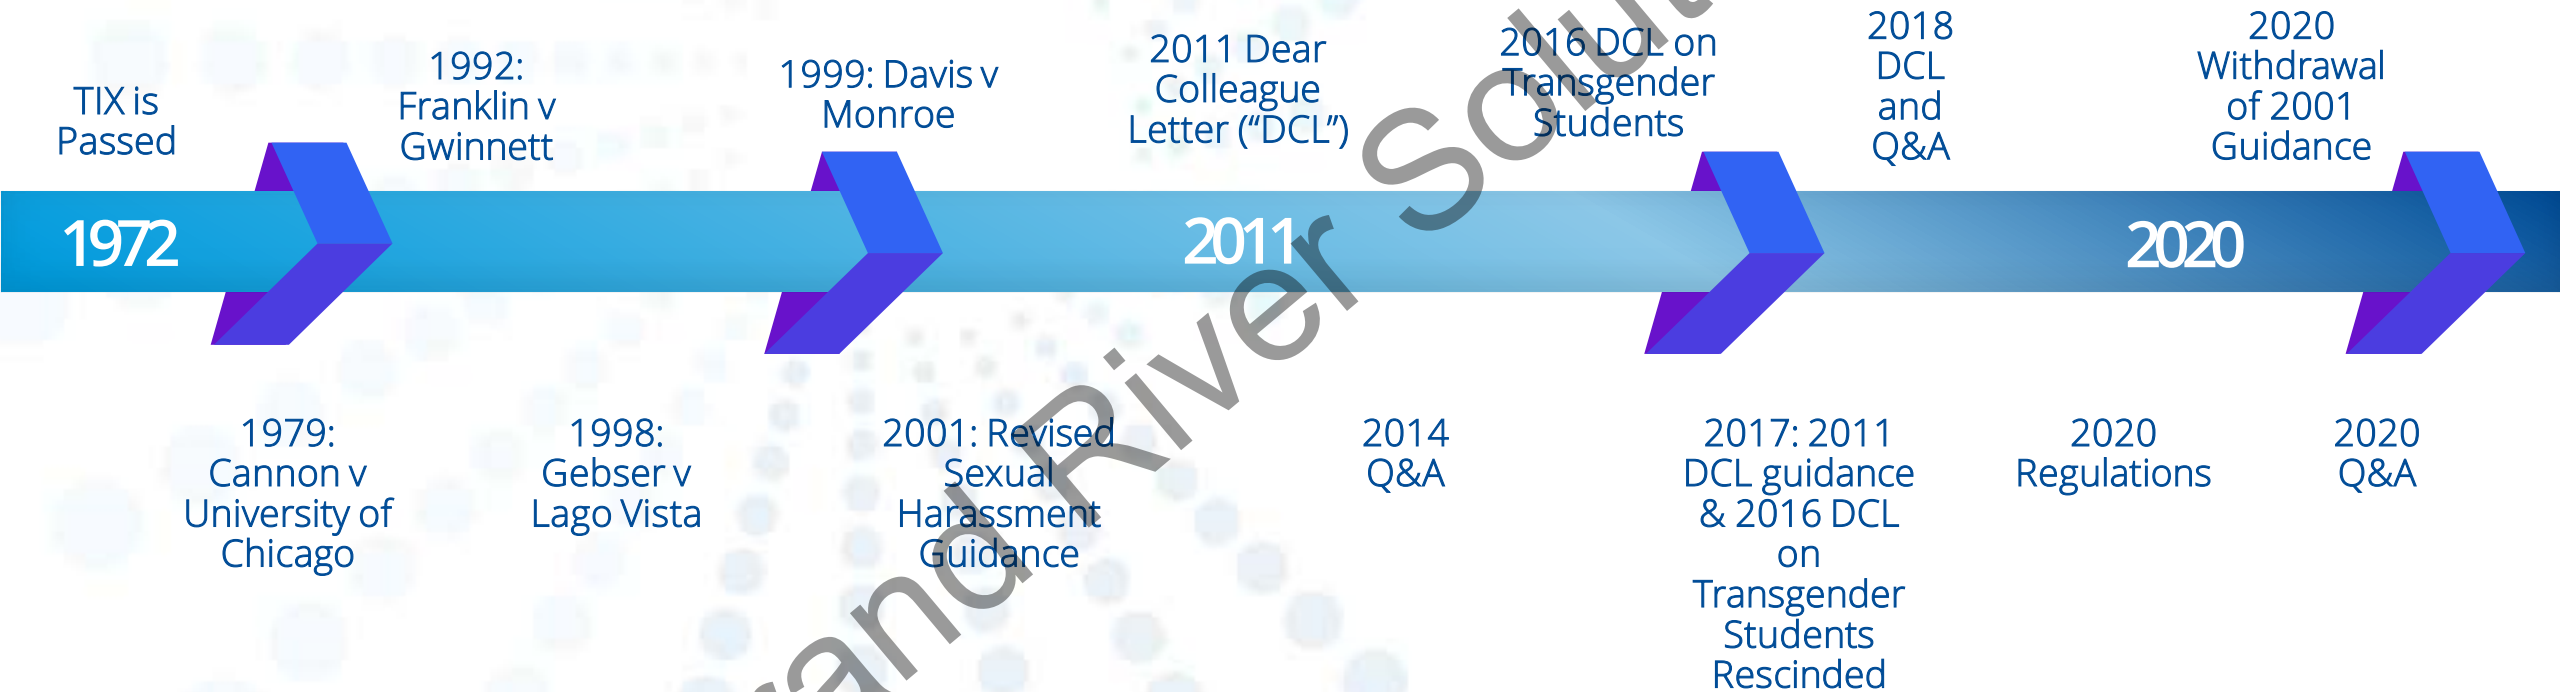 TIX is
Passed
1992:
Franklin v
Gwinnett
1999: Davis v
Monroe
2011 Dear
Colleague
Letter (“DCL”)
2016 DCL on
Transgender
Students
2018
DCL
and
Q&A
2020
Withdrawal
of 2001
Guidance
1972
2011
2020
1979:
Cannon v
University of
Chicago
1998:
Gebser v
Lago Vista
2001: Revised
Sexual
Harassment
Guidance
2014
Q&A
2017: 2011
DCL guidance
& 2016 DCL
on
Transgender
Students
Rescinded
2020
Regulations
2020
Q&A
River